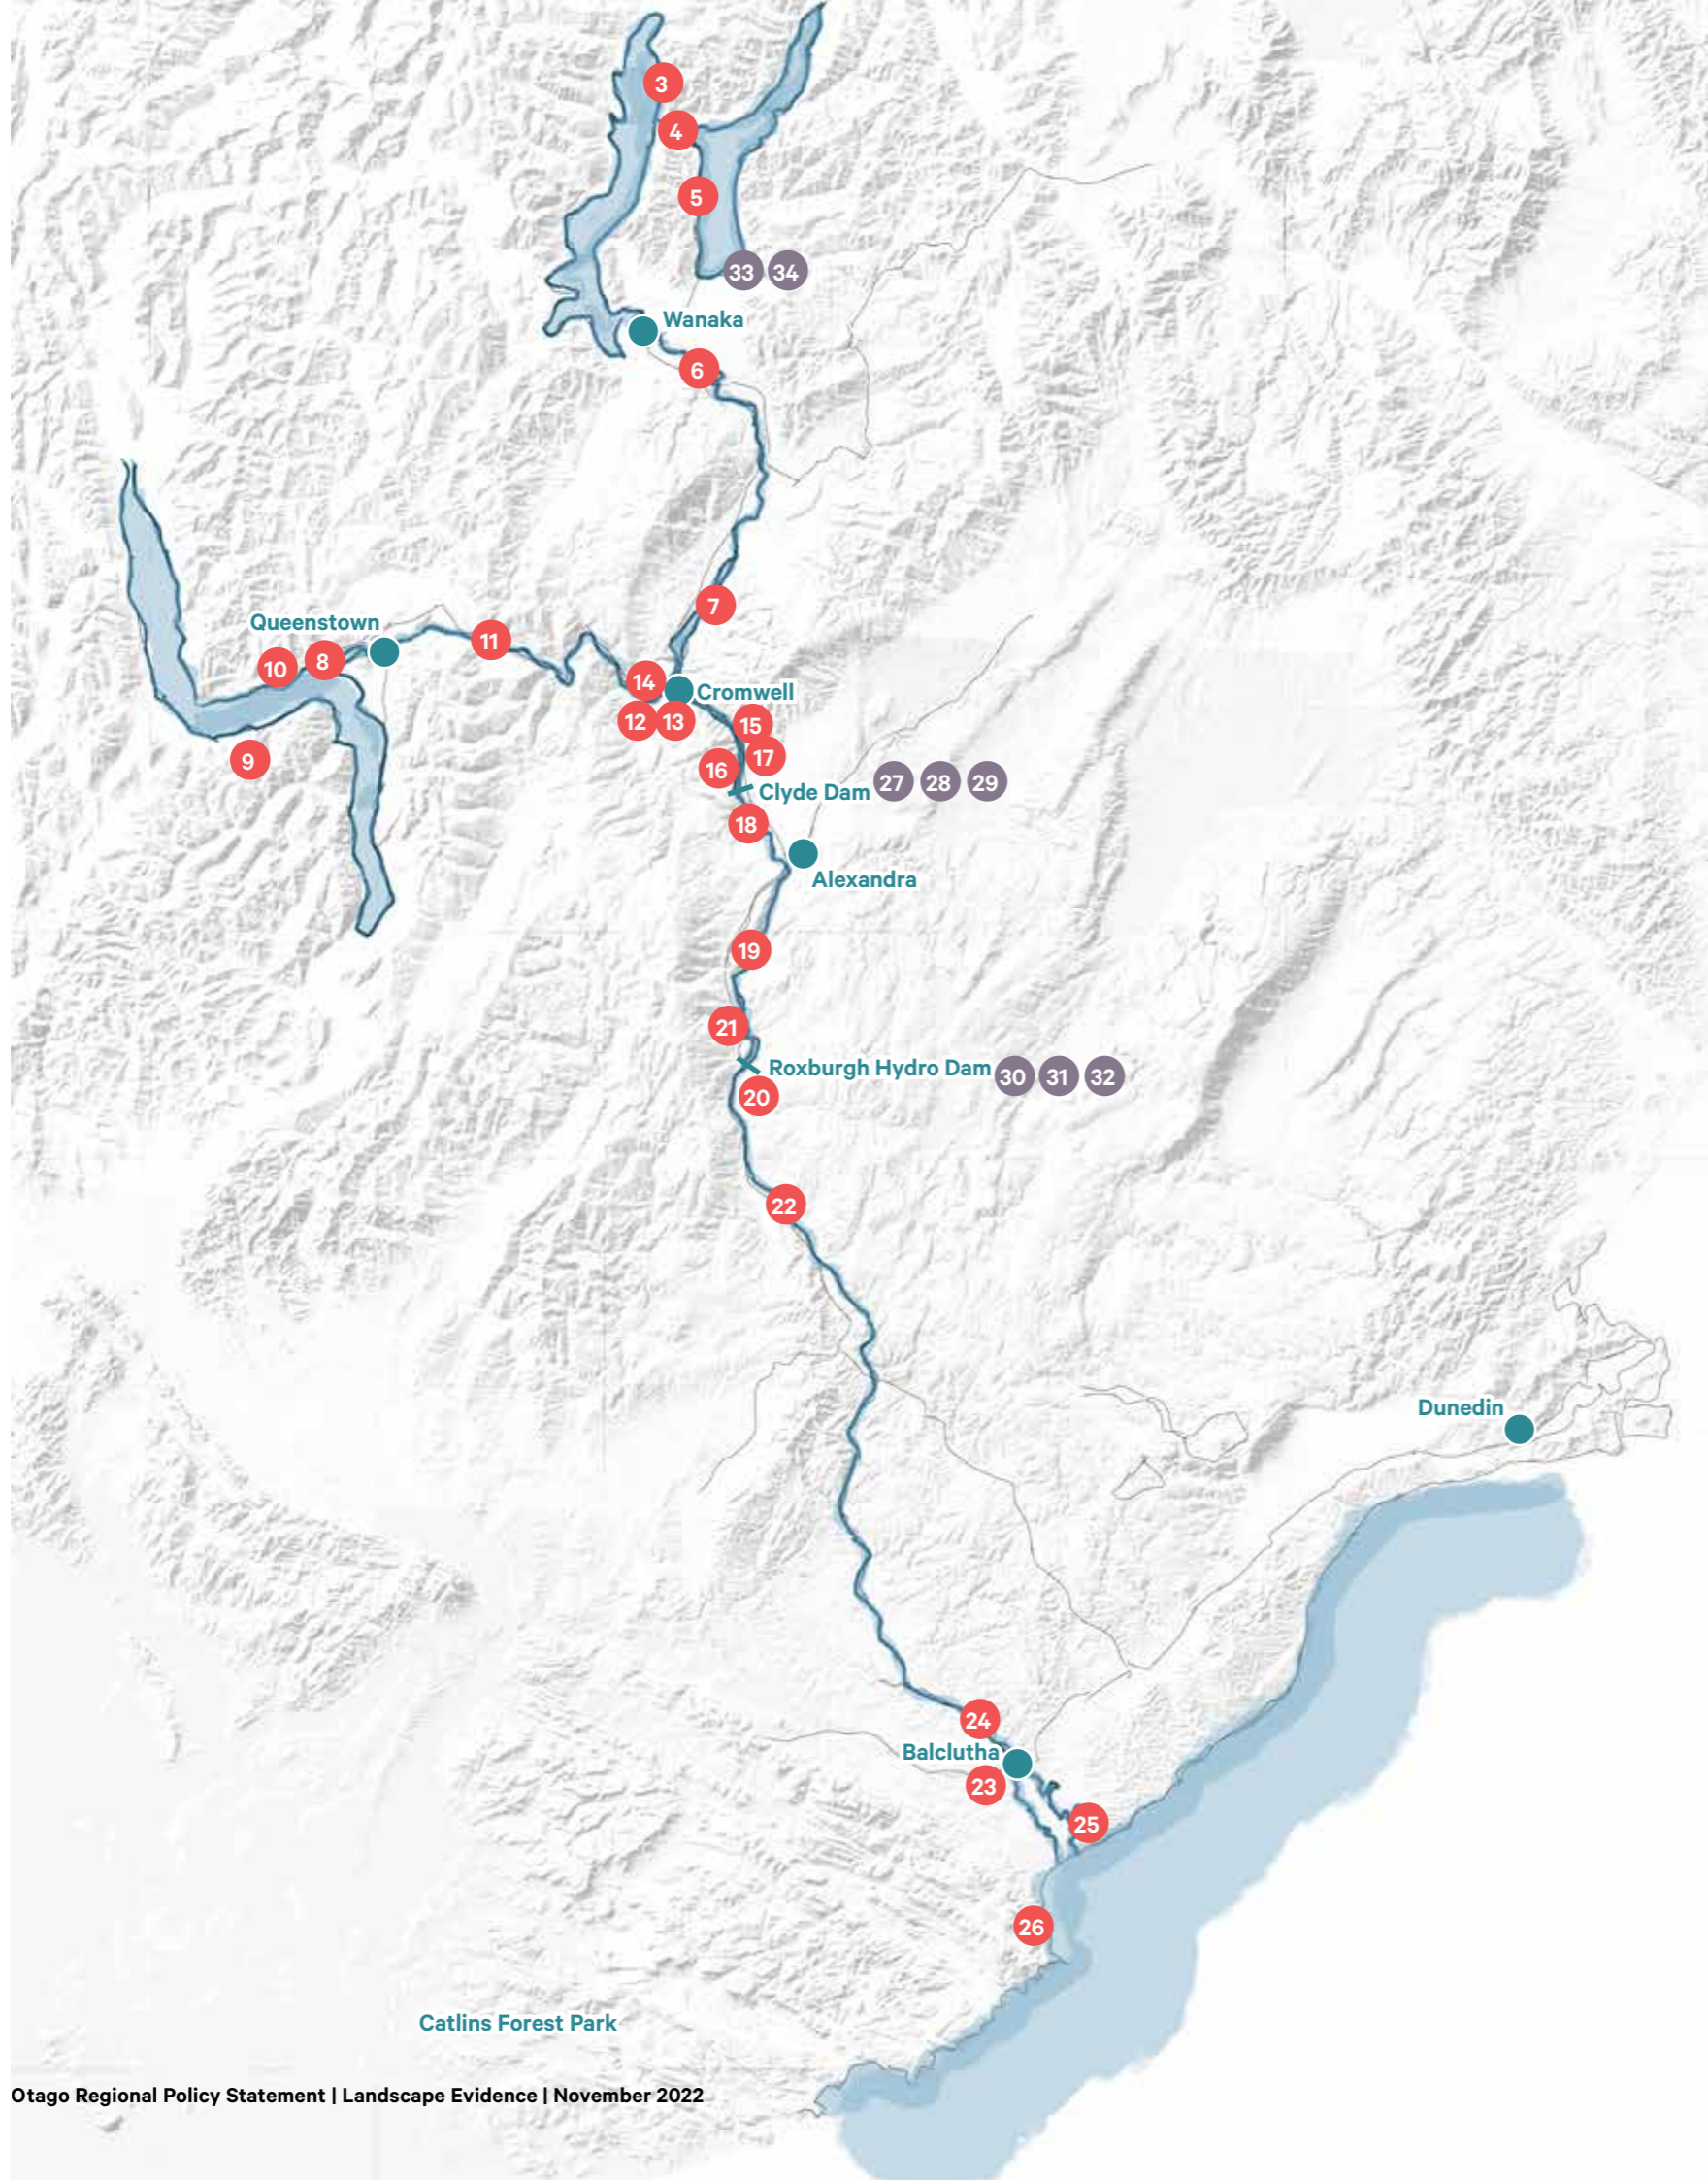 3
4
5
33 34
Wanaka
6
7
Queenstown
11
10 8
14
Cromwell
12 13
15
9
17
16
Clyde Dam 27 28 29
18
Alexandra
19
21
Roxburgh Hydro Dam 30 31 32
20
22
Dunedin
24
Balclutha
23
25
26
Catlins Forest Park
Otago Regional Policy Statement | Landscape Evidence | November 2022